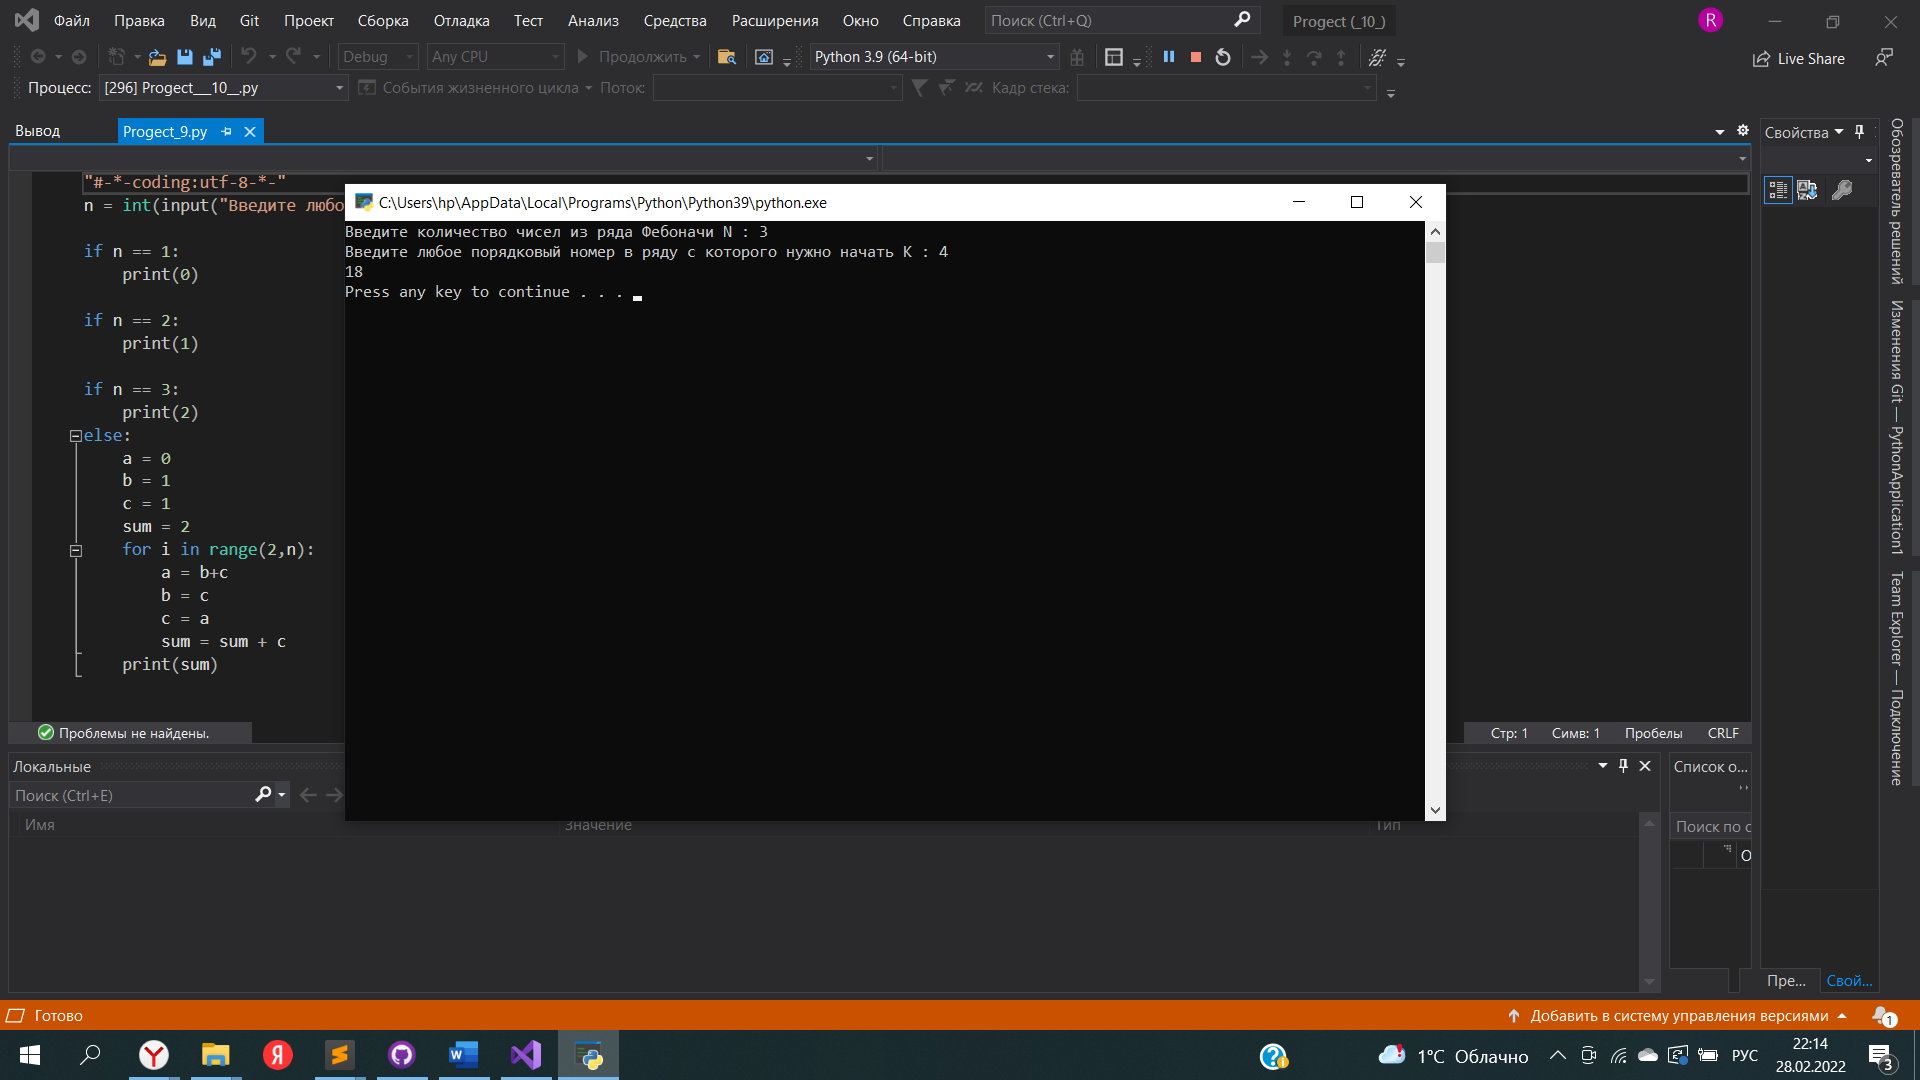 Файл Правка Вид Git Проект Сборка Отладка Тест Анализ Средства Расширения Окно Справка Поиск (Ctrl+Q) Progect (_10_) R
Debug Any CPU Продолжить Python 3.9 (64-bit) Live Share
Процесс: [296] Progect___10__.py События жизненного цикла Поток: Кадр стека:
Вывод Progect_9.py
"#-*-coding:utf-8-*-"
n = int(input("Введите любо
if n == 1:
print(0)
if n == 2:
print(1)
if n == 3:
print(2)
else:
a = 0
b = 1
c = 1
sum = 2
for i in range(2,n):
a = b+c
b = c
c = a
sum = sum + c
print(sum)
C:\Users\hp\AppData\Local\Programs\Python\Python39\python.exe
Введите количество чисел из ряда Фебоначи N : 3
Введите любое порядковый номер в ряду с которого нужно начать K : 4
18
Press any key to continue . . .
Проблемы не найдены.
Стр: 1 Симв: 1 Пробелы CRLF
Локальные
Поиск (Ctrl+E)
Имя Значение Тип
Список о...
Поиск по с
О
Свойства
Пре... Свой...
Обозреватель решений
Изменения Git — PythonApplication1
Team Explorer — Подключение
Готово
Добавить в систему управления версиями 1
1°C Облачно РУС 22:14
28.02.2022 3